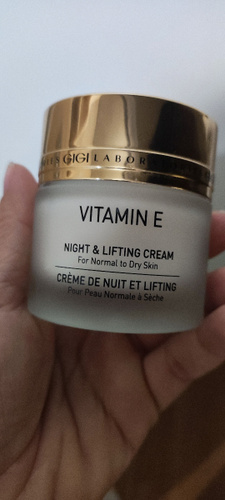 GIGI LABOR
VITAMIN E
NIGHT & LIFTING CREAM
For Normal to Dry Skin
CRÈME DE NUIT ET LIFTING
Pour Peau Normale à Sèche